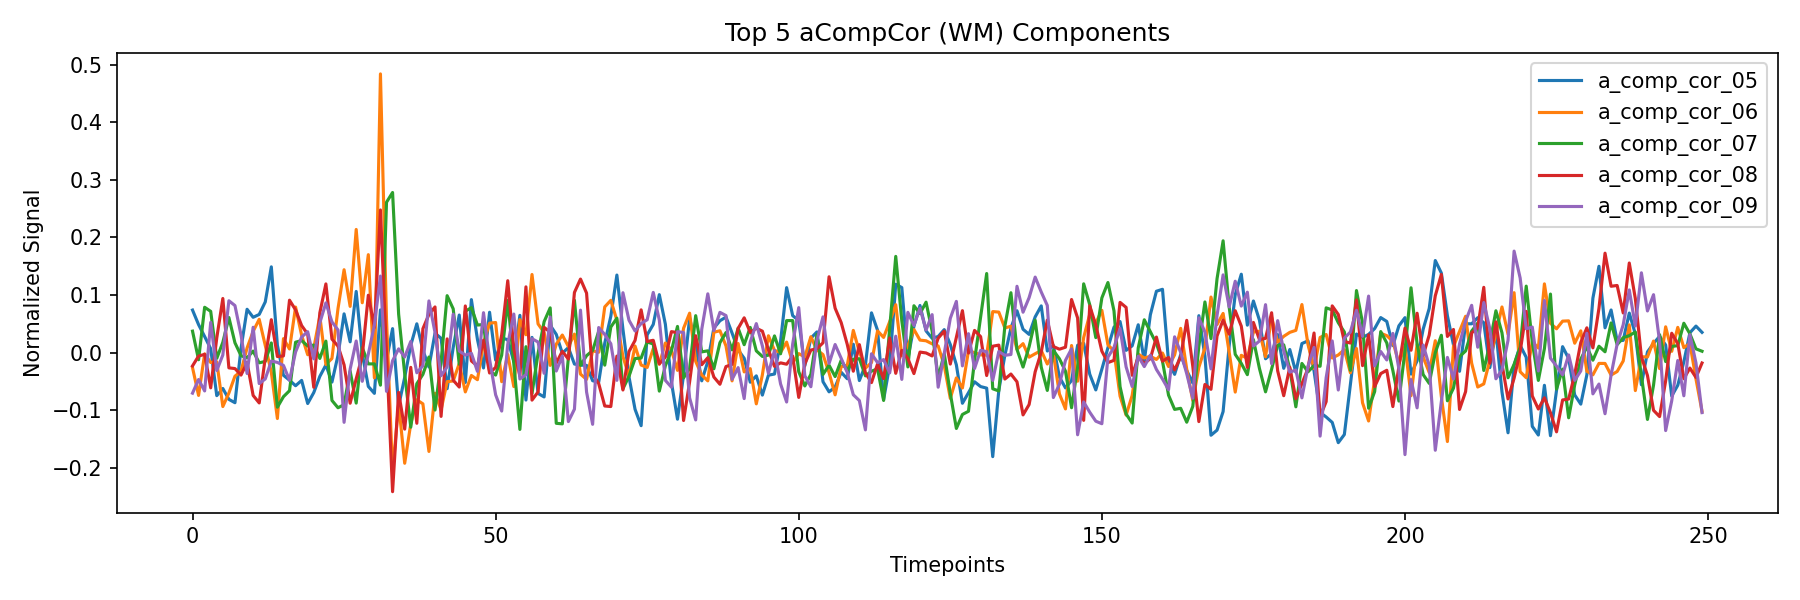 Top 5 aCompCor (WM) Components
Normalized Signal
0.5
0.4
0.3
0.2
0.1
0.0
−0.1
−0.2
a_comp_cor_05
a_comp_cor_06
a_comp_cor_07
a_comp_cor_08
a_comp_cor_09
0 50 100 150 200 250
Timepoints